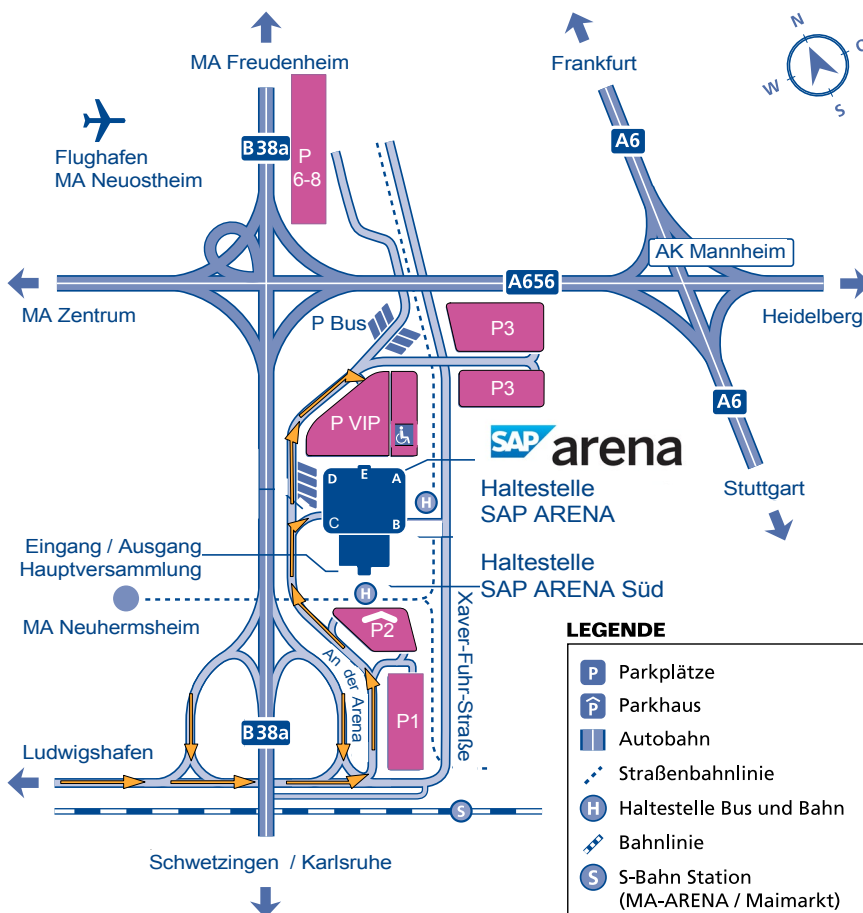 MA Freudenheim
Frankfurt
N
O
W
S
Flughafen
MA Neuostheim
B38a
P
6-8
A6
AK Mannheim
A656
MA Zentrum
Heidelberg
P Bus
P3
P3
A6
P VIP
SAP arena
Haltestelle
SAP ARENA
Stuttgart
D
E
A
C
B
H
Eingang / Ausgang
Hauptversammlung
Haltestelle
SAP ARENA Süd
H
MA Neuhermsheim
P2
An der Arena
Xaver-Fuhr-Straße
P1
B38a
Ludwigshafen
S
Schwetzingen / Karlsruhe
LEGENDE
P Parkplätze
P Parkhaus
Autobahn
Straßenbahnlinie
H Haltestelle Bus und Bahn
Bahnlinie
S S-Bahn Station
(MA-ARENA / Maimarkt)